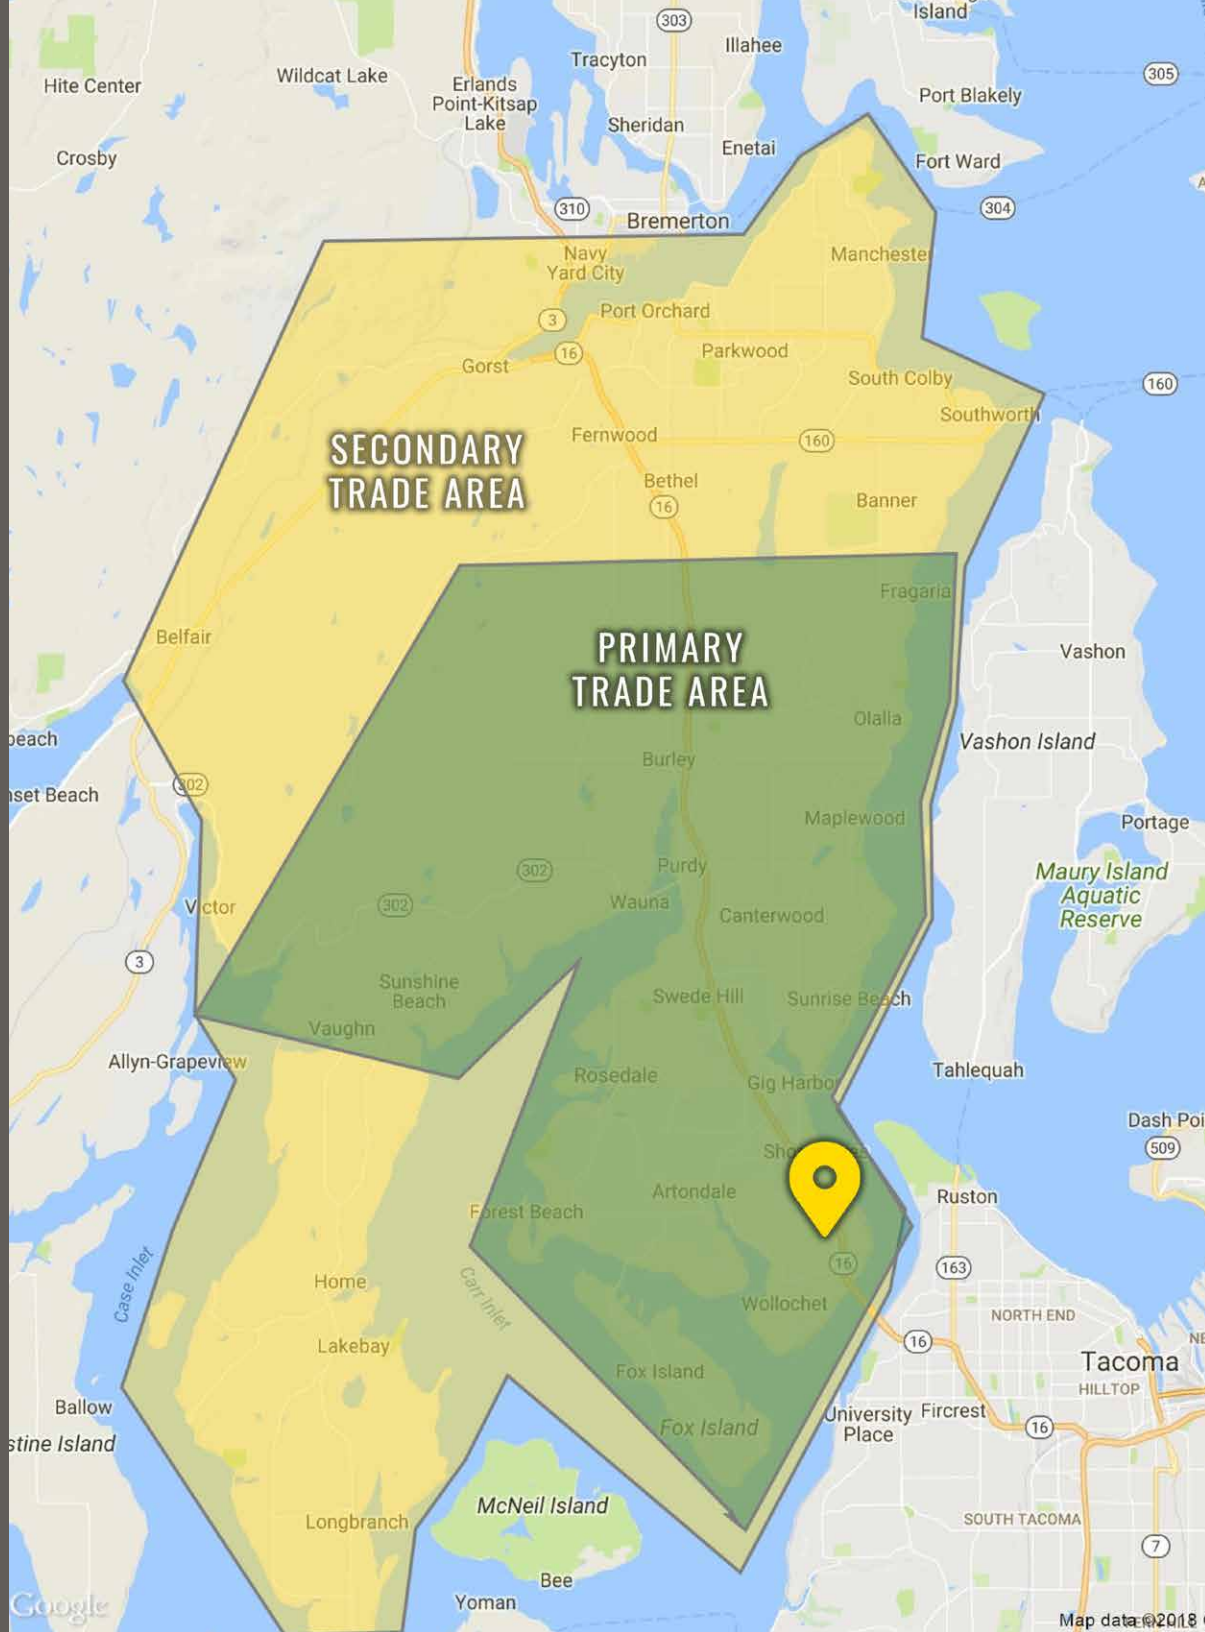 Island
303
Illahee
Tracyton
305
Hite Center
Wildcat Lake
Erlands
Point-Kitsap
Lake
Port Blakely
Sheridan
Enetai
Crosby
Fort Ward
310
304
Bremerton
Navy
Yard City
Manchester
3
Port Orchard
16
Parkwood
Gorst
South Colby
160
Southworth
Fernwood
160
SECONDARY
TRADE AREA
Bethel
16
Banner
Fragaria
Belfair
PRIMARY
TRADE AREA
Vashon
Olalla
peach
Vashon Island
Burley
302
nset Beach
Maplewood
Portage
Purdy
302
Maury Island
Aquatic
Reserve
Wauna
302
Victor
Canterwood
3
Sunshine
Beach
Swede Hill
Sunrise Beach
Vaughn
Allyn-Grapeview
Rosedale
Gig Harbor
Tahlequah
Dash Poi
509
Sho
Artondale
Ruston
Forest Beach
16
163
Case Inlet
Home
Carr Inlet
Wollochet
NORTH END
NE
Lakebay
16
Tacoma
Fox Island
HILLTOP
Ballow
University
Place
Fircrest
Fox Island
16
stine Island
McNeil Island
Longbranch
SOUTH TACOMA
7
Bee
Yoman
Google
Map data ©2018